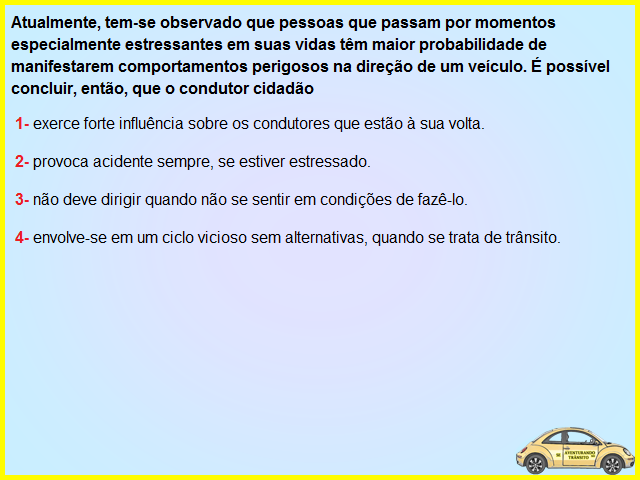 Atualmente, tem-se observado que pessoas que passam por momentos
especialmente estressantes em suas vidas têm maior probabilidade de
manifestarem comportamentos perigosos na direção de um veículo. É possível
concluir, então, que o condutor cidadão
1- exerce forte influência sobre os condutores que estão à sua volta.
2- provoca acidente sempre, se estiver estressado.
3- não deve dirigir quando não se sentir em condições de fazê-lo.
4- envolve-se em um ciclo vicioso sem alternativas, quando se trata de trânsito.
AVENTURANDO
TRÂNSITO